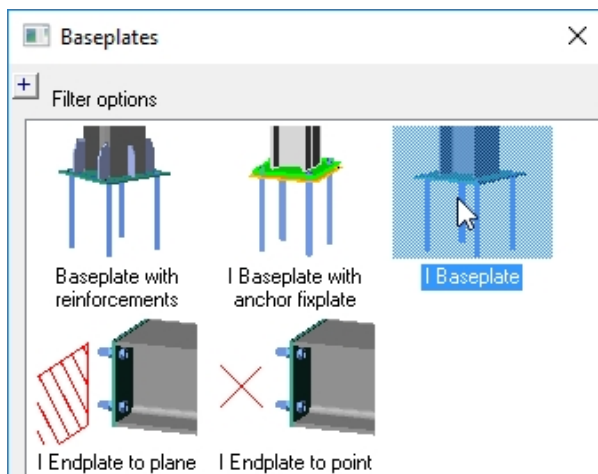 Baseplates
+
Filter options
Baseplate with
reinforcements
I Baseplate with
anchor fixplate
I Baseplate
I Endplate to plane
I Endplate to point